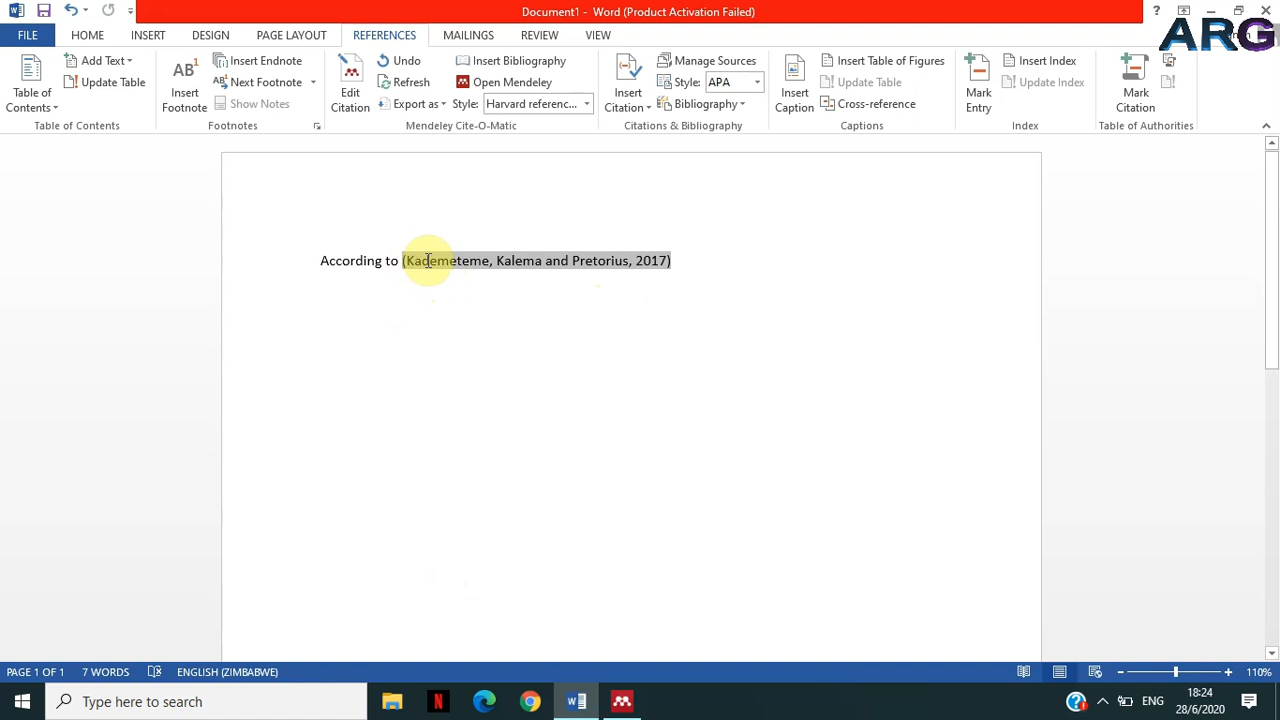 Document1 - Word (Product Activation Failed)
ARG
FILE HOME INSERT DESIGN PAGE LAYOUT REFERENCES MAILINGS REVIEW VIEW
Table of Contents
Add Text
Update Table
Table of Contents
AB1
Insert Footnote
Insert Endnote
Next Footnote
Show Notes
Footnotes
Edit Citation
Undo
Refresh
Export as
Insert Bibliography
Open Mendeley
Style: Harvard referenc...
Mendeley Cite-O-Matic
Insert Citation
Manage Sources
Style: APA
Bibliography
Citations & Bibliography
Insert Caption
Insert Table of Figures
Update Table
Cross-reference
Captions
Mark Entry
Insert Index
Update Index
Index
Mark Citation
Table of Authorities
According to (Kademeteme, Kalema and Pretorius, 2017)
PAGE 1 OF 1 7 WORDS ENGLISH (ZIMBABWE) 110%
Type here to search
ENG
18:24
28/6/2020